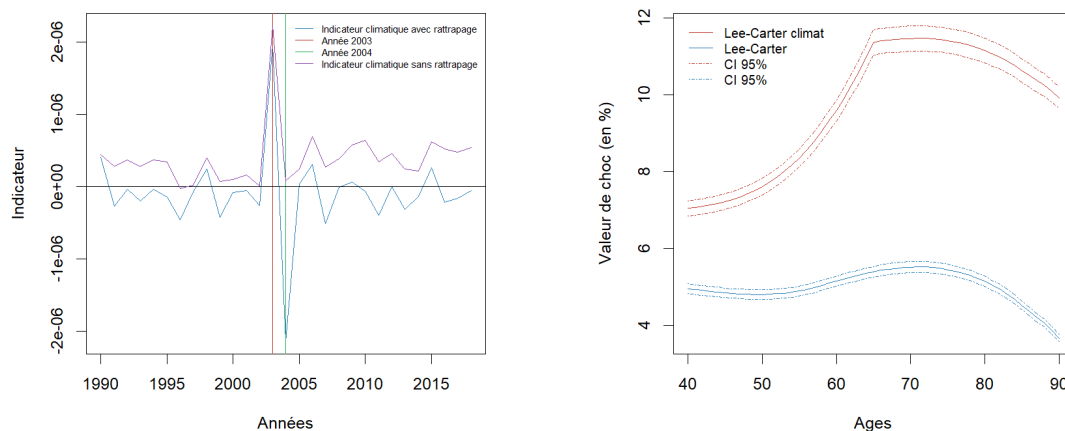 Indicateur climatique avec rattrapage
Année 2003
Année 2004
Indicateur climatique sans rattrapage
Indicateur
2e-06
1e-06
0e+00
-1e-06
-2e-06
1990 1995 2000 2005 2010 2015
Années
Lee-Carter climat
Lee-Carter
CI 95%
CI 95%
Valeur de choc (en %)
12
10
8
6
4
40 50 60 70 80 90
Ages